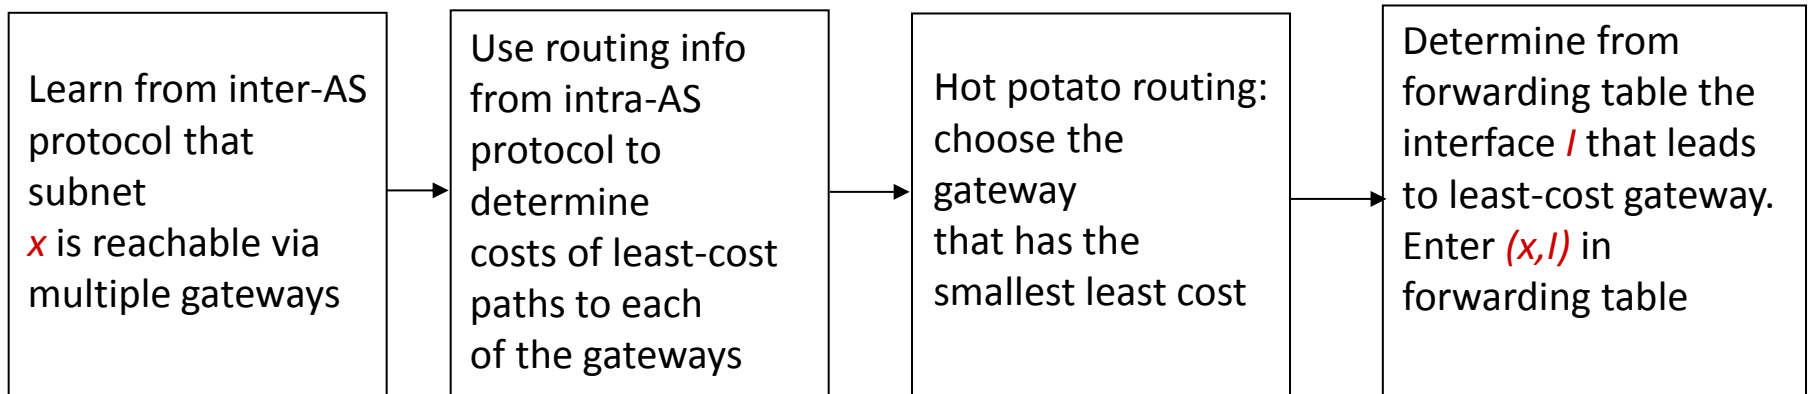 Learn from inter-AS
protocol that
subnet
x is reachable via
multiple gateways
Use routing info
from intra-AS
protocol to
determine
costs of least-cost
paths to each
of the gateways
Hot potato routing:
choose the
gateway
that has the
smallest least cost
Determine from
forwarding table the
interface I that leads
to least-cost gateway.
Enter (x,I) in
forwarding table